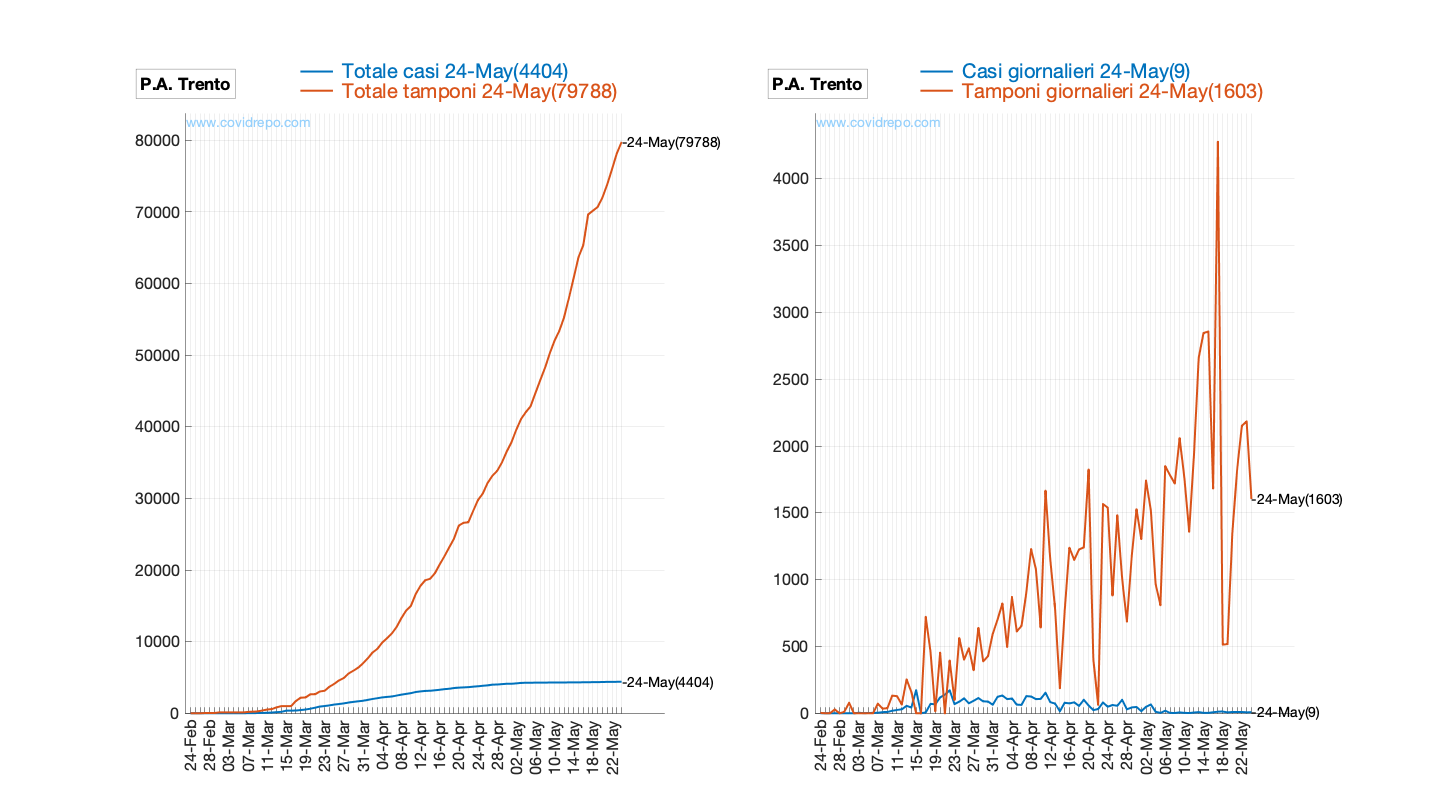 P.A. Trento
Totale casi 24-May(4404)
Totale tamponi 24-May(79788)
www.covidrepo.com
80000
70000
60000
50000
40000
30000
20000
10000
0
-24-May(79788)
-24-May(4404)
24-Feb
28-Feb
03-Mar
07-Mar
11-Mar
15-Mar
19-Mar
23-Mar
27-Mar
31-Mar
04-Apr
08-Apr
12-Apr
16-Apr
20-Apr
24-Apr
28-Apr
02-May
06-May
10-May
14-May
18-May
22-May
P.A. Trento
Casi giornalieri 24-May(9)
Tamponi giornalieri 24-May(1603)
www.covidrepo.com
4000
3500
3000
2500
2000
1500
1000
500
0
-24-May(1603)
-24-May(9)
24-Feb
28-Feb
03-Mar
07-Mar
11-Mar
15-Mar
19-Mar
23-Mar
27-Mar
31-Mar
04-Apr
08-Apr
12-Apr
16-Apr
20-Apr
24-Apr
28-Apr
02-May
06-May
10-May
14-May
18-May
22-May